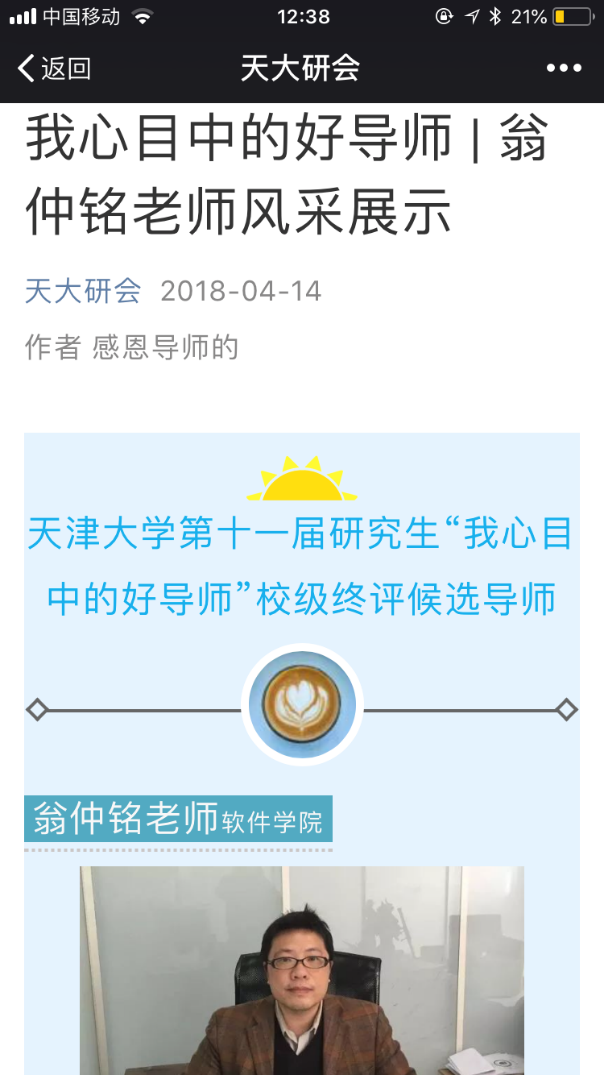 中国移动 12:38 21%
返回 天大研会
我心目中的好导师 | 翁
仲铭老师风采展示
天大研会 2018-04-14
作者 感恩导师的
天津大学第十一届研究生“我心目
中的好导师”校级终评候选导师
翁仲铭老师软件学院